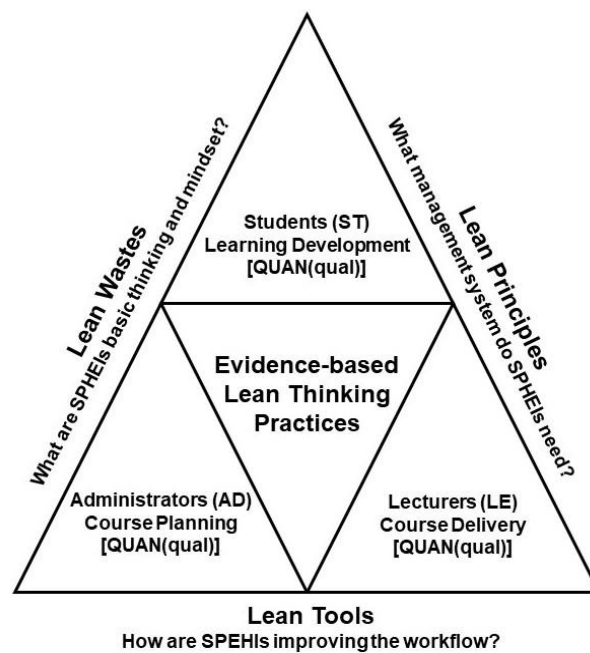 Lean Wastes
What are SPHEIs basic thinking and mindset?
Lean Principles
What management system do SPHEIs need?
Students (ST)
Learning Development
[QUAN(qual)]
Evidence-based
Lean Thinking
Practices
Administrators (AD)
Course Planning
[QUAN(qual)]
Lecturers (LE)
Course Delivery
[QUAN(qual)]
Lean Tools
How are SPEHIs improving the workflow?